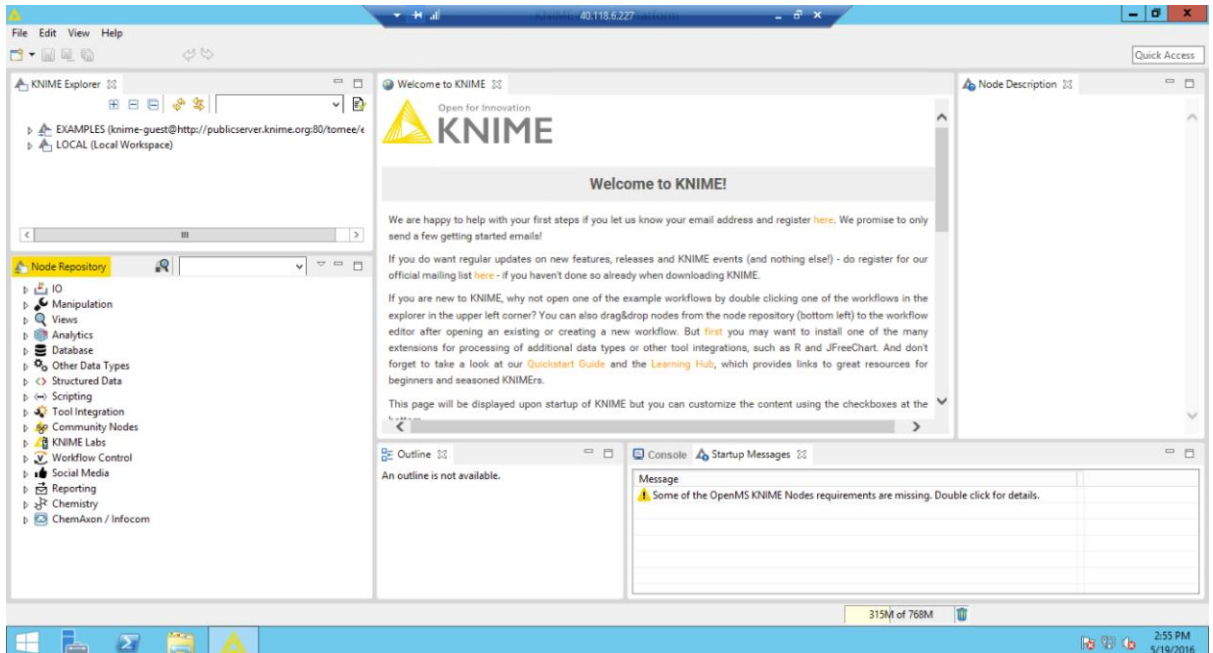 40.118.6.227
File Edit View Help
Quick Access
KNIME Explorer
EXAMPLES (knime-guest@http://publicserver.knime.org:80/tomee/e
LOCAL (Local Workspace)
Node Repository
IO
Manipulation
Views
Analytics
Database
Other Data Types
Structured Data
Scripting
Tool Integration
Community Nodes
KNIME Labs
Workflow Control
Social Media
Reporting
Chemistry
ChemAxon / Infocom
Welcome to KNIME
Open for Innovation
KNIME
Welcome to KNIME!
We are happy to help with your first steps if you let us know your email address and register here. We promise to only
send a few getting started emails!
If you do want regular updates on new features, releases and KNIME events (and nothing else!) - do register for our
official mailing list here - if you haven't done so already when downloading KNIME.
If you are new to KNIME, why not open one of the example workflows by double clicking one of the workflows in the
explorer in the upper left corner? You can also drag&drop nodes from the node repository (bottom left) to the workflow
editor after opening an existing or creating a new workflow. But first you may want to install one of the many
extensions for processing of additional data types or other tool integrations, such as R and JFreeChart. And don't
forget to take a look at our Quickstart Guide and the Learning Hub, which provides links to great resources for
beginners and seasoned KNIMErs.
This page will be displayed upon startup of KNIME but you can customize the content using the checkboxes at the
Node Description
Outline
An outline is not available.
Console Startup Messages
Message
Some of the OpenMS KNIME Nodes requirements are missing. Double click for details.
315M of 768M
2:55 PM
5/19/2016